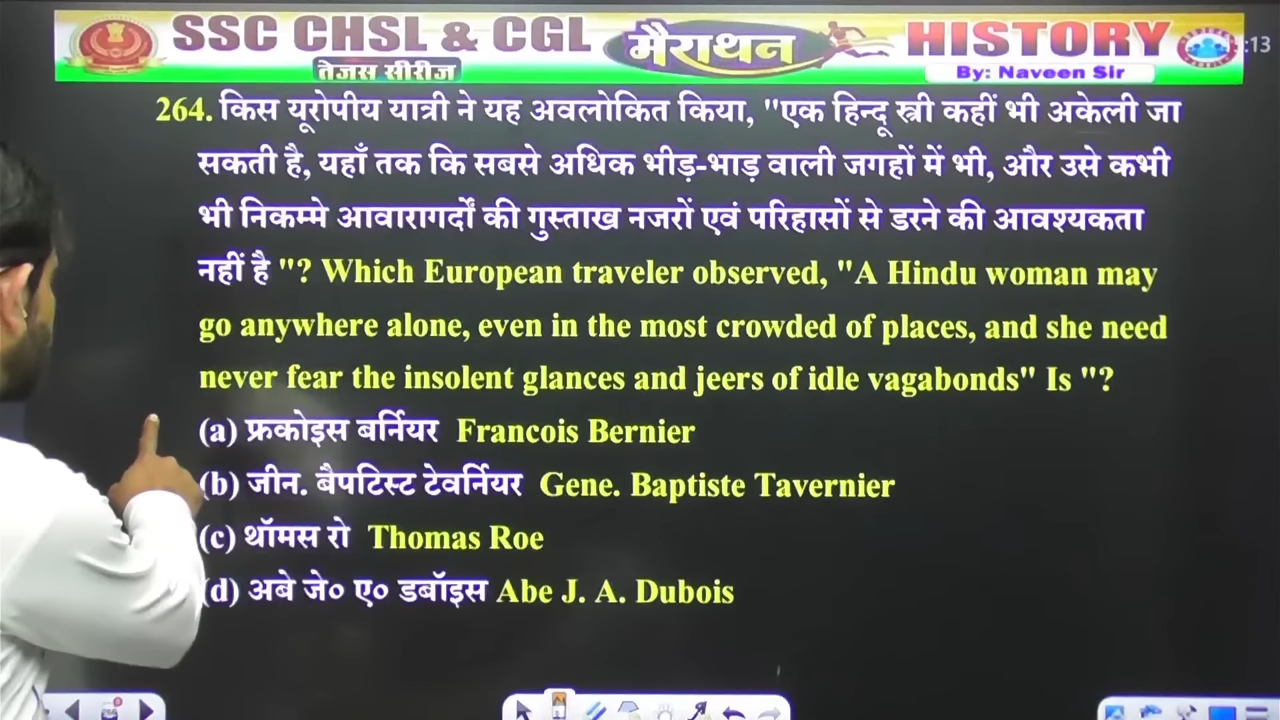 SSC CHSL & CGL मैराथन HISTORY
तेजस सीरीज
By: Naveen Sir
:13
264. किस यूरोपीय यात्री ने यह अवलोकित किया, "एक हिन्दू स्त्री कहीं भी अकेली जा
सकती है, यहाँ तक कि सबसे अधिक भीड़-भाड़ वाली जगहों में भी, और उसे कभी
भी निकम्मे आवारागर्दों की गुस्ताख नजरों एवं परिहासों से डरने की आवश्यकता
नहीं है "? Which European traveler observed, "A Hindu woman may
go anywhere alone, even in the most crowded of places, and she need
never fear the insolent glances and jeers of idle vagabonds" Is "?
(a) फ्रकोइस बर्नियर Francois Bernier
(b) जीन. बैपटिस्ट टेवर्नियर Gene. Baptiste Tavernier
(c) थॉमस रो Thomas Roe
(d) अबे जे० ए० डबॉइस Abe J. A. Dubois